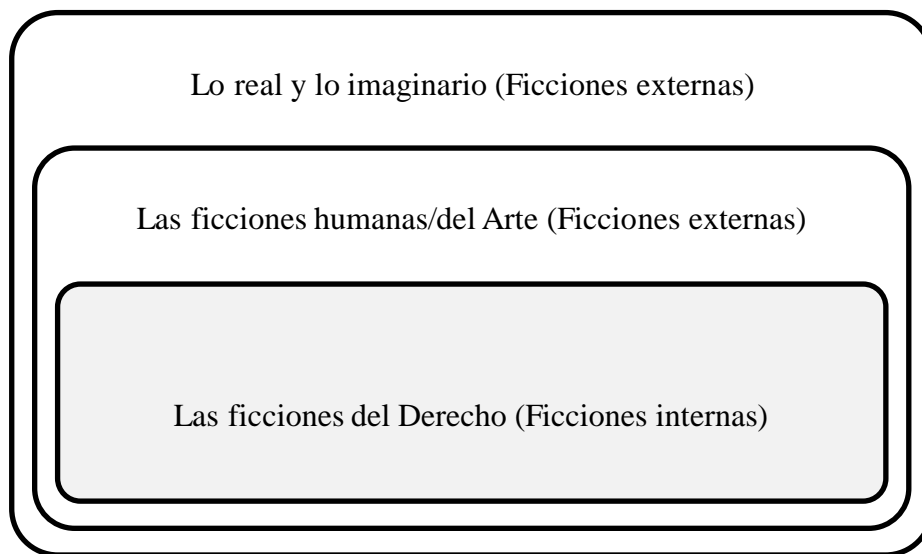 Lo real y lo imaginario (Ficciones externas)
Las ficciones humanas/del Arte (Ficciones externas)
Las ficciones del Derecho (Ficciones internas)